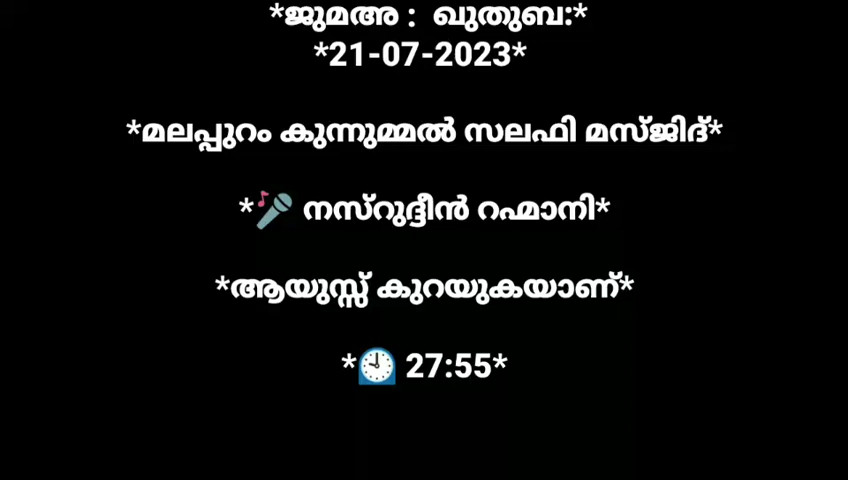 *ജുമഅ : ഖുതുബ:*
*21-07-2023*
*മലപ്പുറം കുന്നുമ്മൽ സലഫി മസ്ജിദ്*
*🎤 നസ്റുദ്ദീൻ റഹ്മാനി*
*ആയുസ്സ് കുറയുകയാണ്*
*🕘 27:55*